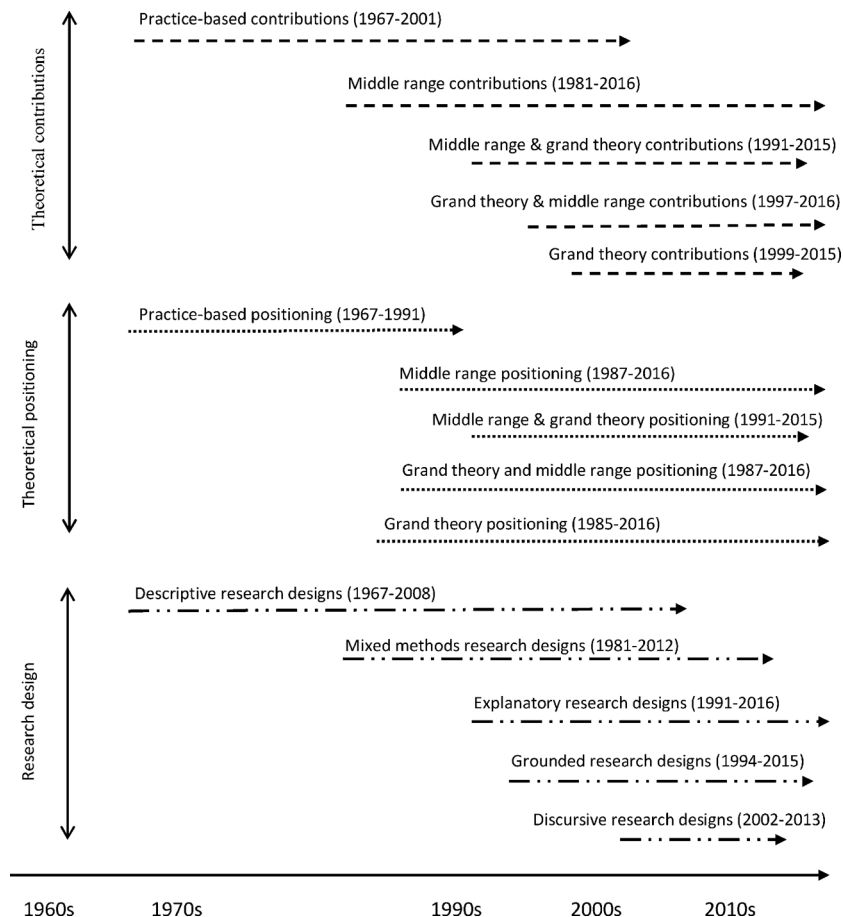 Theoretical contributions
Practice-based contributions (1967-2001)
Middle range contributions (1981-2016)
Middle range & grand theory contributions (1991-2015)
Grand theory & middle range contributions (1997-2016)
Grand theory contributions (1999-2015)
Theoretical positioning
Practice-based positioning (1967-1991)
Middle range positioning (1987-2016)
Middle range & grand theory positioning (1991-2015)
Grand theory and middle range positioning (1987-2016)
Grand theory positioning (1985-2016)
Research design
Descriptive research designs (1967-2008)
Mixed methods research designs (1981-2012)
Explanatory research designs (1991-2016)
Grounded research designs (1994-2015)
Discursive research designs (2002-2013)
1960s 1970s 1990s 2000s 2010s